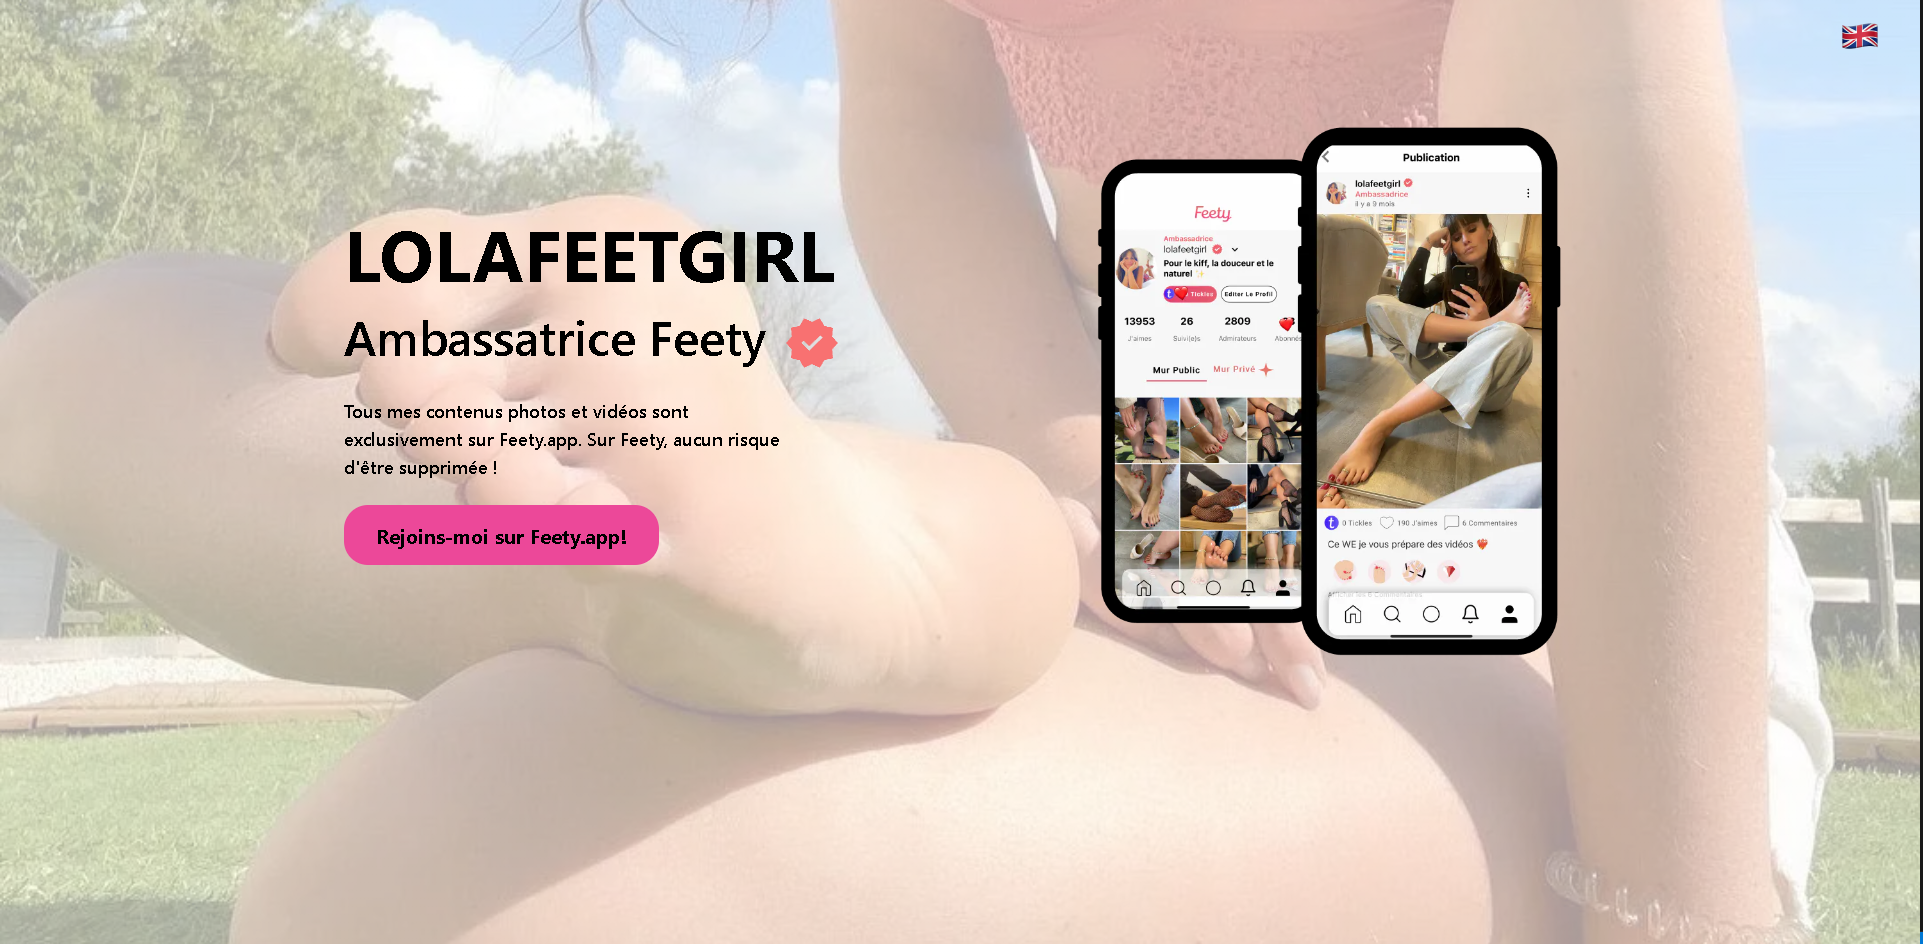 LOLAFEETGIRL
Ambassatrice Feety
Tous mes contenus photos et vidéos sont
exclusivement sur Feety.app. Sur Feety, aucun risque
d'être supprimée !
Rejoins-moi sur Feety.app!
Feety
Ambassadrice
lolafeetgirl
Pour le kiff, la douceur et le
naturel
t Tickles
Editer Le Profil
13953 26 2809
J'aimes Suivi(e)s Admirateurs Abonnés
Mur Public Mur Privé
Publication
lolafeetgirl
Ambassadrice
il y a 9 mois
t 0 Tickles 190 J'aimes 6 Commentaires
Ce WE je vous prépare des vidéos